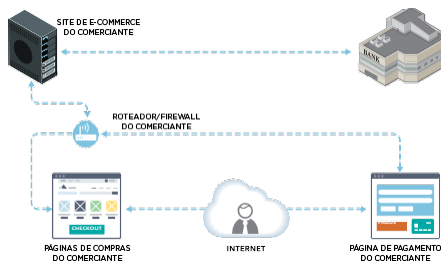 SITE DE E-COMMERCE
DO COMERCIANTE
BANK
ROTEADOR/FIREWALL
DO COMERCIANTE
CHECKOUT
PÁGINAS DE COMPRAS
DO COMERCIANTE
INTERNET
PÁGINA DE PAGAMENTO
DO COMERCIANTE